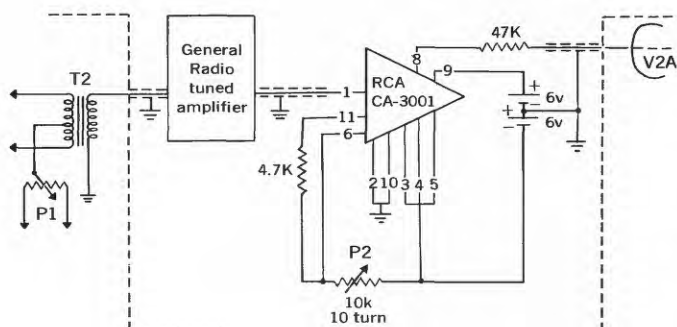 T2
P1
General
Radio
tuned
amplifier
RCA
CA-3001
1
11
6
8
9
2
10
3
4
5
4.7K
P2
10k
10 turn
47K
V2A
+
−
6v
+
−
6v